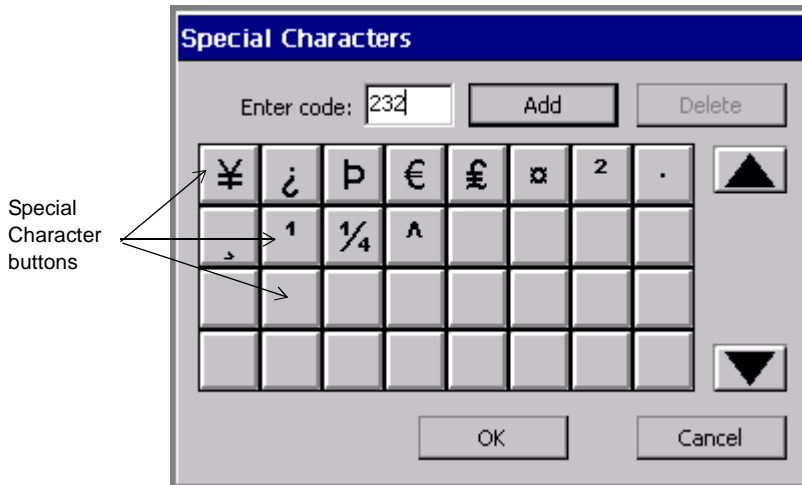 Special Characters
Enter code: 232 Add Delete
¥ ¿ Þ € £ ¤ ² ·
¸ ¹ ¼ ^
Special
Character
buttons
OK Cancel